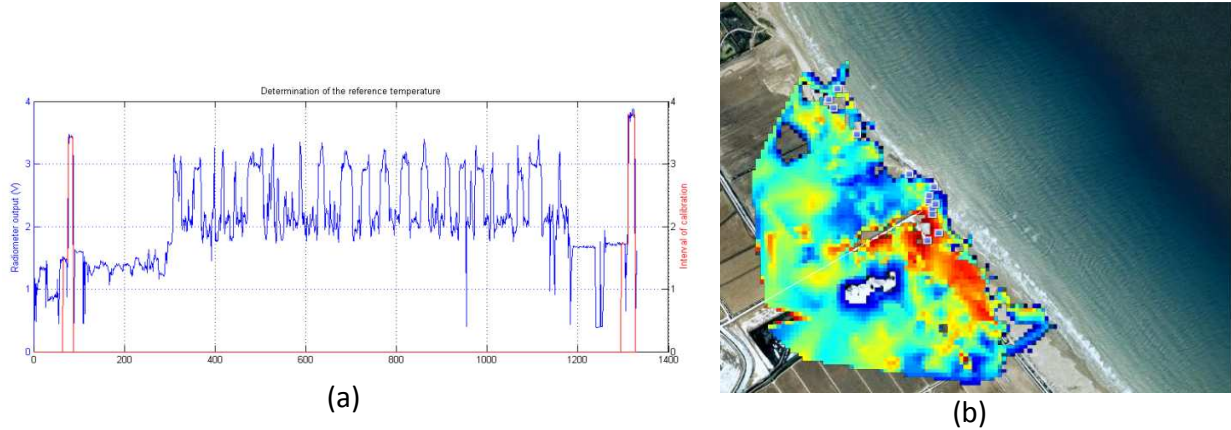 Determination of the reference temperature
Radiometer output (V)
4
3
2
1
0
0 200 400 600 800 1000 1200 1400
4
3
2
1
0
Interval of calibration
(a)
(b)